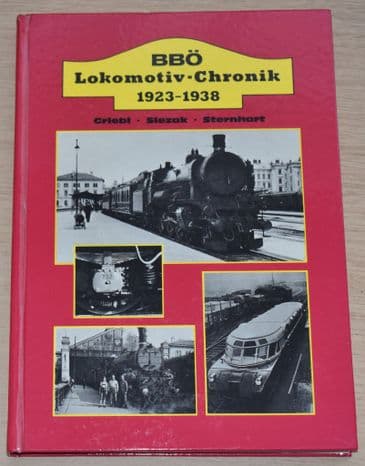 BBÖ
Lokomotiv-Chronik
1923-1938
Griebl · Slezak · Sternhart